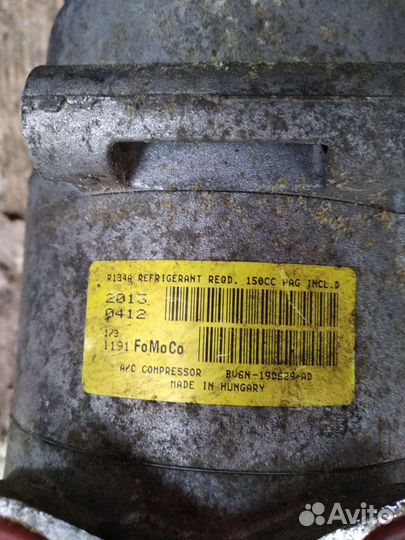 R134A REFRIGERANT REQD. 150CC PAG INCL.D
2013
0412
1/3
1191 FoMoCo
A/C COMPRESSOR BV6N-19D629-AD
MADE IN HUNGARY
Avito